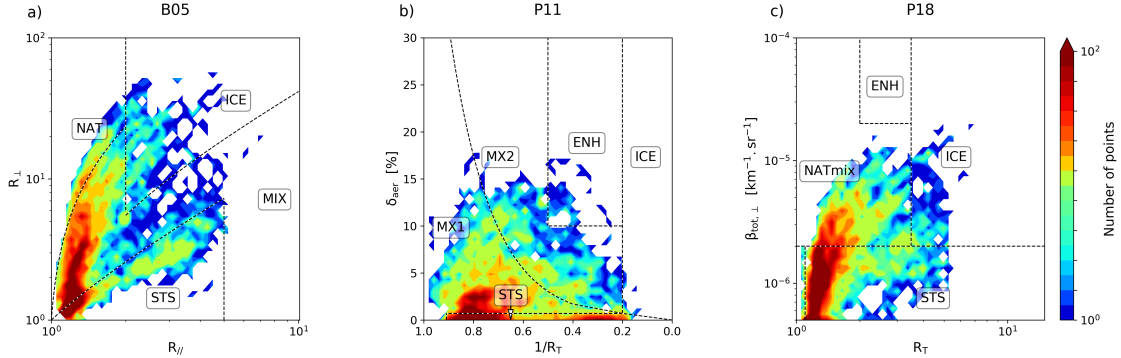 a) B05
R⊥
10²
10¹
10⁰
10⁰ 10¹
R//
NAT
ICE
MIX
STS
b) P11
δaer [%]
30
25
20
15
10
5
0
1.0 0.8 0.6 0.4 0.2 0.0
1/RT
MX2
ENH
ICE
MX1
STS
c) P18
βtot, ⊥ [km⁻¹. sr⁻¹]
10⁻⁴
10⁻⁵
10⁻⁶
10⁰ 10¹
RT
ENH
NATmix
ICE
STS
10²
10⁰
Number of points